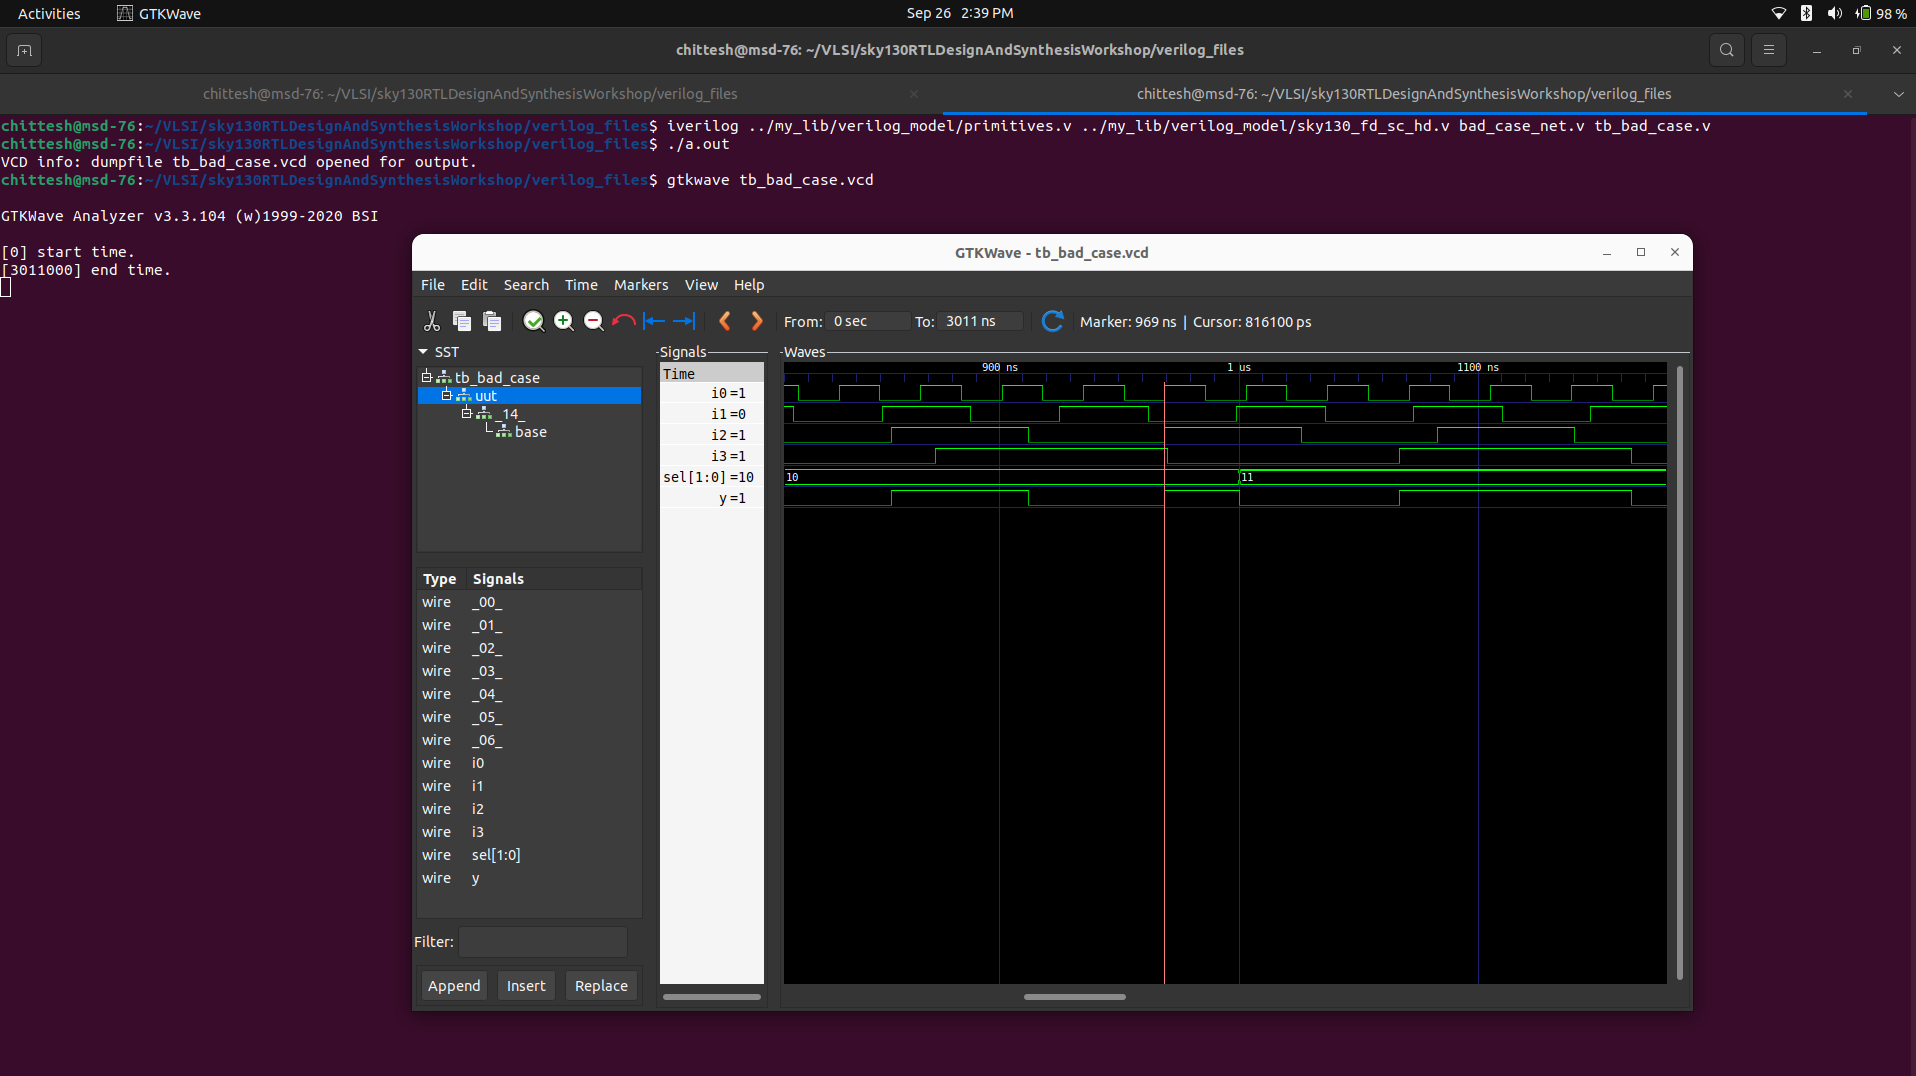 Activities GTKWave Sep 26 2:39 PM 98 %
chittesh@msd-76: ~/VLSI/sky130RTLDesignAndSynthesisWorkshop/verilog_files
chittesh@msd-76: ~/VLSI/sky130RTLDesignAndSynthesisWorkshop/verilog_files chittesh@msd-76: ~/VLSI/sky130RTLDesignAndSynthesisWorkshop/verilog_files
chittesh@msd-76:~/VLSI/sky130RTLDesignAndSynthesisWorkshop/verilog_files$ iverilog ../my_lib/verilog_model/primitives.v ../my_lib/verilog_model/sky130_fd_sc_hd.v bad_case_net.v tb_bad_case.v
chittesh@msd-76:~/VLSI/sky130RTLDesignAndSynthesisWorkshop/verilog_files$ ./a.out
VCD info: dumpfile tb_bad_case.vcd opened for output.
chittesh@msd-76:~/VLSI/sky130RTLDesignAndSynthesisWorkshop/verilog_files$ gtkwave tb_bad_case.vcd
GTKWave Analyzer v3.3.104 (w)1999-2020 BSI
[0] start time.
[3011000] end time.
GTKWave - tb_bad_case.vcd
File Edit Search Time Markers View Help
From: 0 sec To: 3011 ns Marker: 969 ns | Cursor: 816100 ps
SST
tb_bad_case
uut
_14_
base
Type Signals
wire _00_
wire _01_
wire _02_
wire _03_
wire _04_
wire _05_
wire _06_
wire i0
wire i1
wire i2
wire i3
wire sel[1:0]
wire y
Filter:
Append Insert Replace
Signals
Time
i0=1
i1=0
i2=1
i3=1
sel[1:0]=10
y=1
Waves
900 ns 1 us 1100 ns
10 11